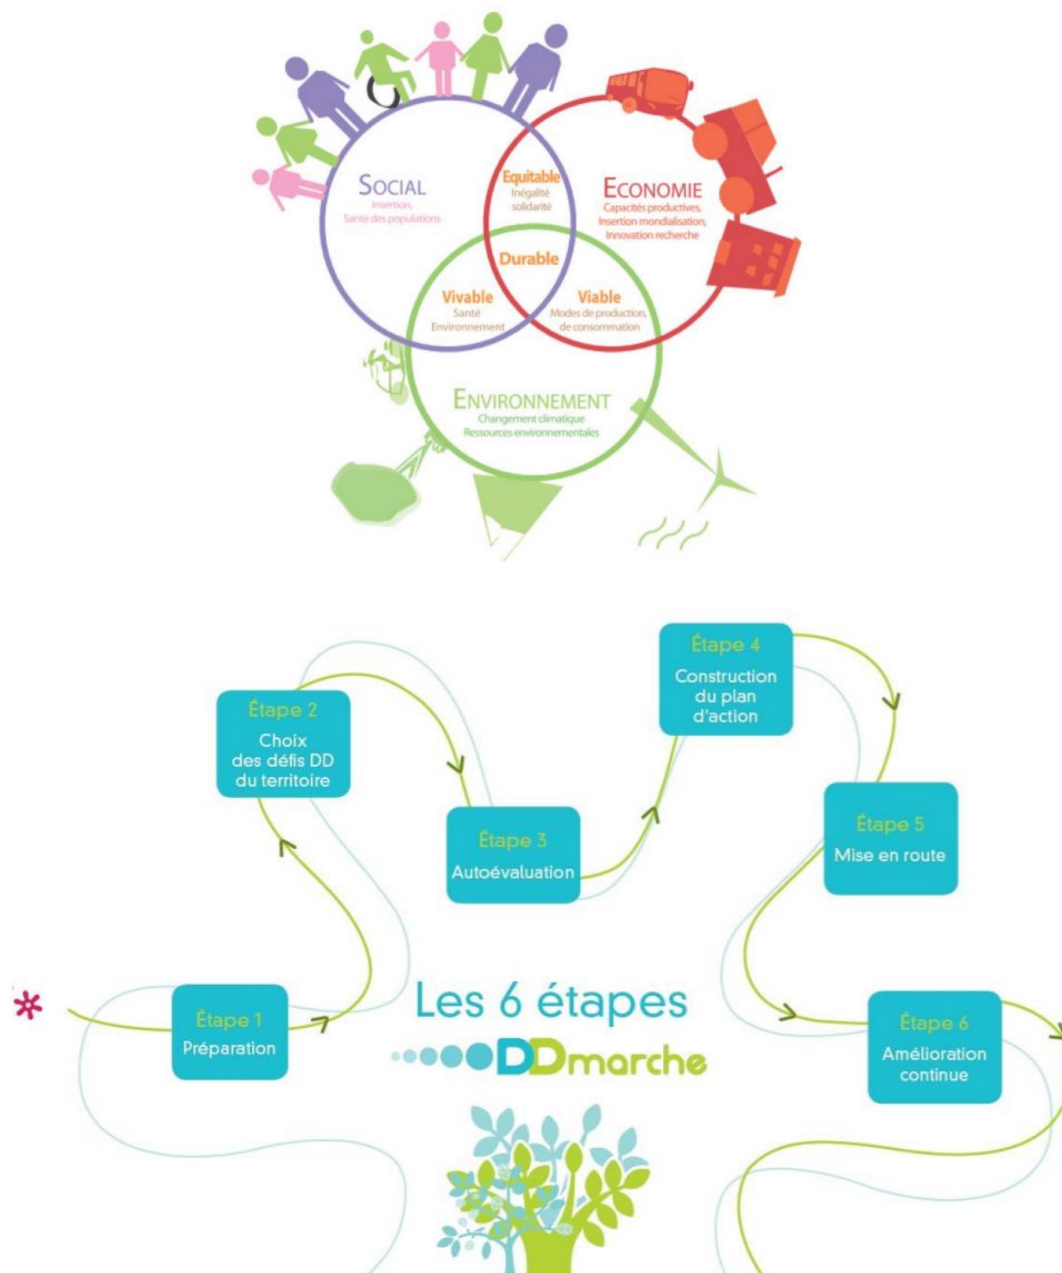 SOCIAL
Insertion,
Santé des populations
Equitable
Inégalité
solidarité
ECONOMIE
Capacités productives,
Insertion mondialisation,
Innovation recherche
Durable
Vivable
Santé
Environnement
Viable
Modes de production,
de consommation
ENVIRONNEMENT
Changement climatique
Ressources environnementales
Étape 1
Préparation
Étape 2
Choix
des défis DD
du territoire
Étape 3
Autoévaluation
Étape 4
Construction
du plan
d'action
Étape 5
Mise en route
Étape 6
Amélioration
continue
Les 6 étapes
DDmarche